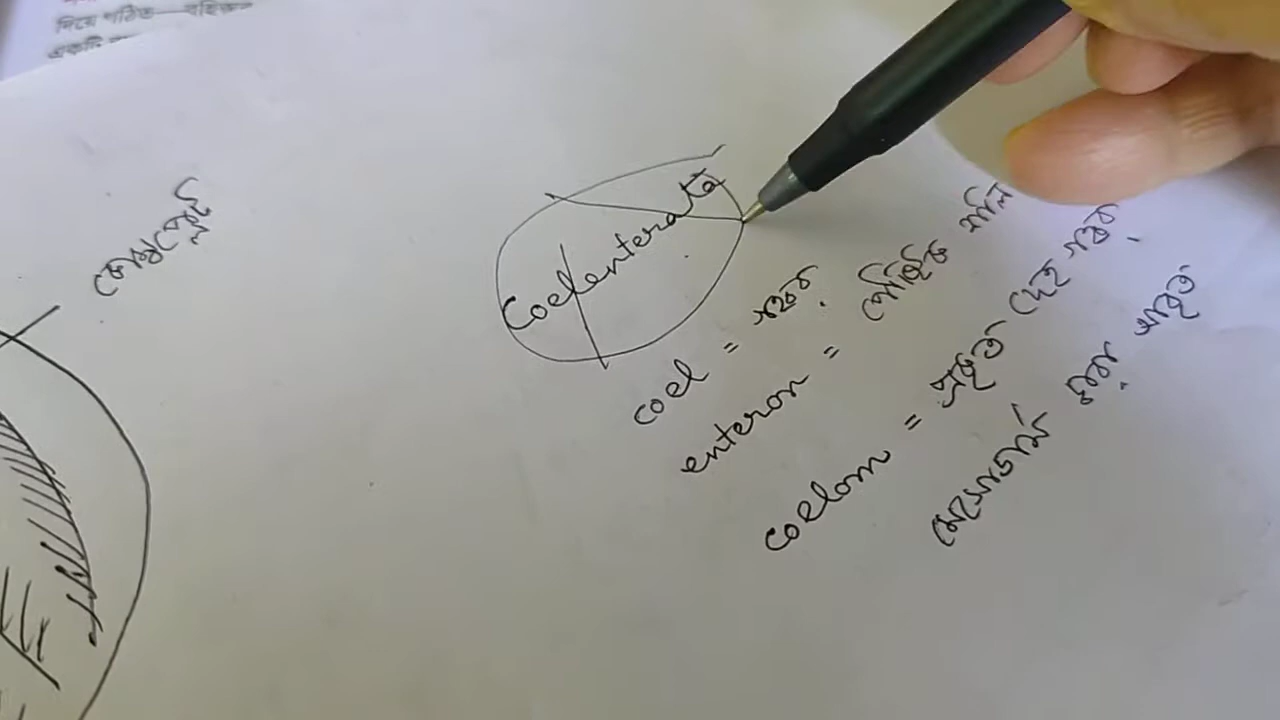 Coelenterata
coel = গহ্বর
enteron = পৌষ্টিক নালি
coelom = প্রকৃত দেহ গহ্বর
মেসোডার্ম দ্বারা আবৃত